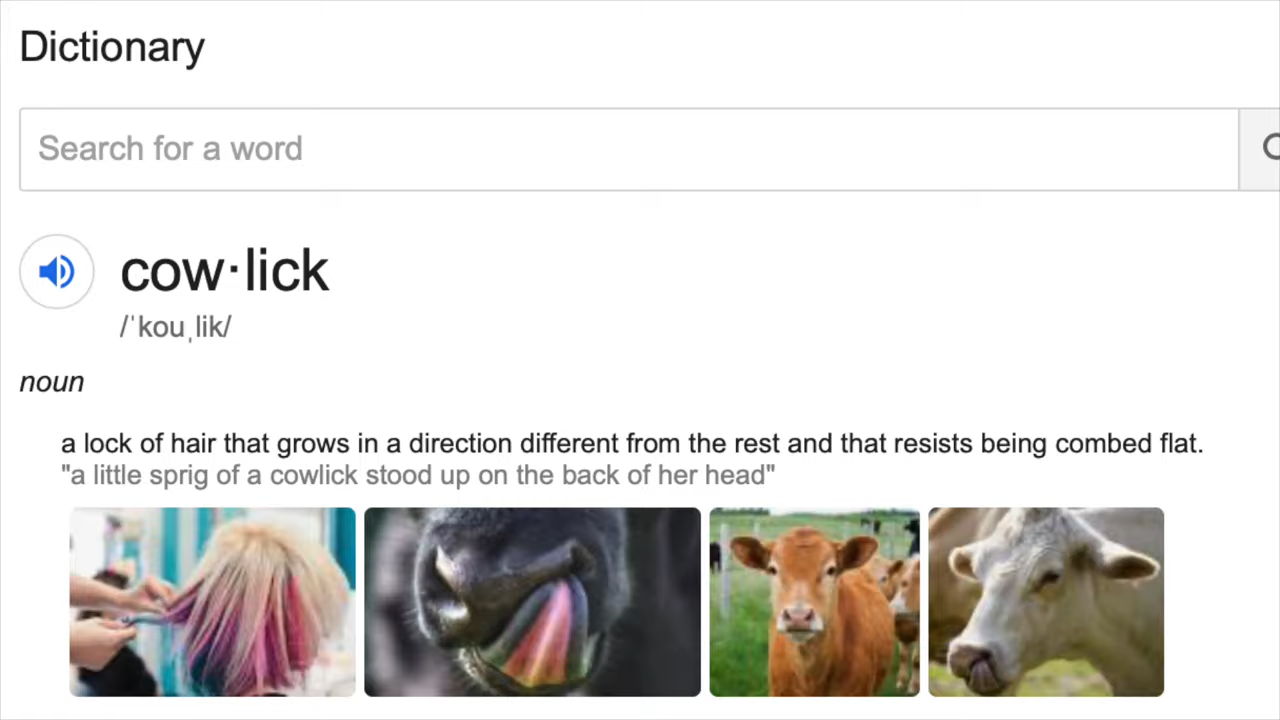 Dictionary
Search for a word
cow·lick
/ˈkouˌlik/
noun
a lock of hair that grows in a direction different from the rest and that resists being combed flat.
"a little sprig of a cowlick stood up on the back of her head"